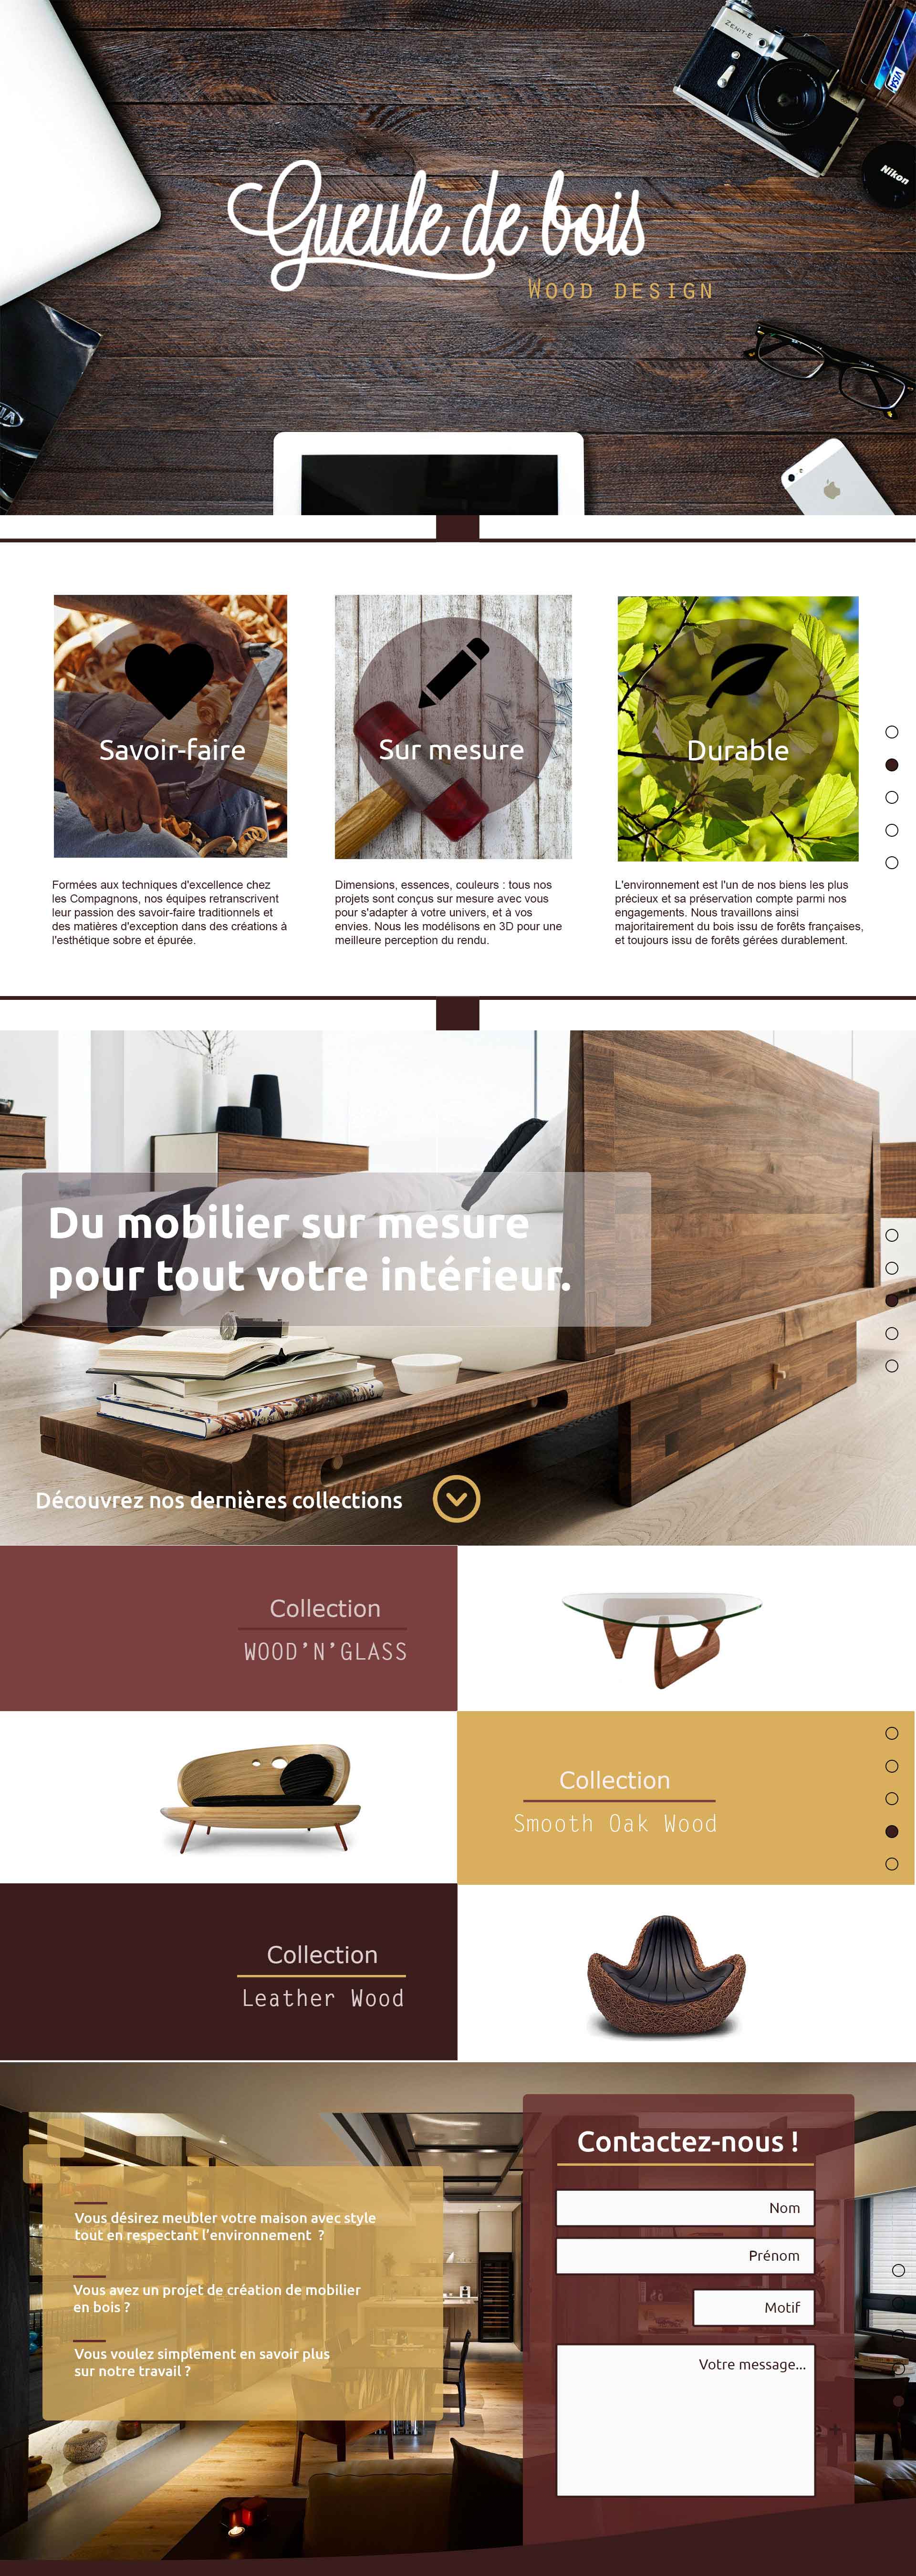 ZENIT-E
VISA
Nikon
Gueule de bois
WOOD DESIGN
Savoir-faire
Sur mesure
Durable
Formées aux techniques d'excellence chez
les Compagnons, nos équipes retranscrivent
leur passion des savoir-faire traditionnels et
des matières d'exception dans des créations à
l'esthétique sobre et épurée.
Dimensions, essences, couleurs : tous nos
projets sont conçus sur mesure avec vous
pour s'adapter à votre univers, et à vos
envies. Nous les modélisons en 3D pour une
meilleure perception du rendu.
L'environnement est l'un de nos biens les plus
précieux et sa préservation compte parmi nos
engagements. Nous travaillons ainsi
majoritairement du bois issu de forêts françaises,
et toujours issu de forêts gérées durablement.
Du mobilier sur mesure
pour tout votre intérieur.
Découvrez nos dernières collections
Collection
WOOD'N'GLASS
Collection
Smooth Oak Wood
Collection
Leather Wood
Vous désirez meubler votre maison avec style
tout en respectant l'environnement ?
Vous avez un projet de création de mobilier
en bois ?
Vous voulez simplement en savoir plus
sur notre travail ?
Contactez-nous !
Nom
Prénom
Motif
Votre message...